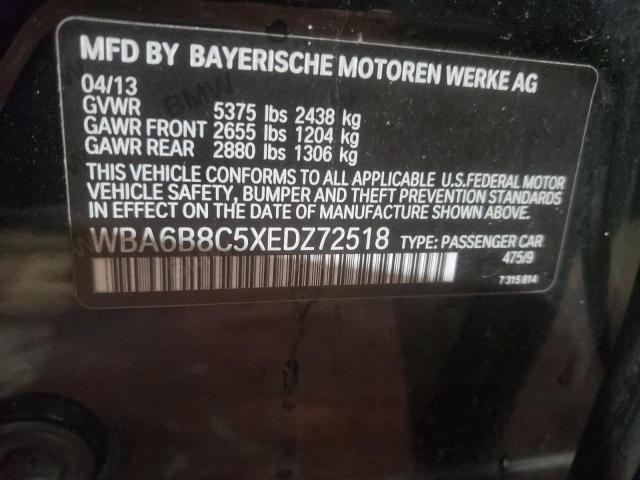 MFD BY BAYERISCHE MOTOREN WERKE AG
04/13
GVWR 5375 lbs 2438 kg
GAWR FRONT 2655 lbs 1204 kg
GAWR REAR 2880 lbs 1306 kg
THIS VEHICLE CONFORMS TO ALL APPLICABLE U.S.FEDERAL MOTOR
VEHICLE SAFETY, BUMPER AND THEFT PREVENTION STANDARDS
IN EFFECT ON THE DATE OF MANUFACTURE SHOWN ABOVE.
WBA6B8C5XEDZ72518 TYPE: PASSENGER CAR
475/9
7315814
BMW